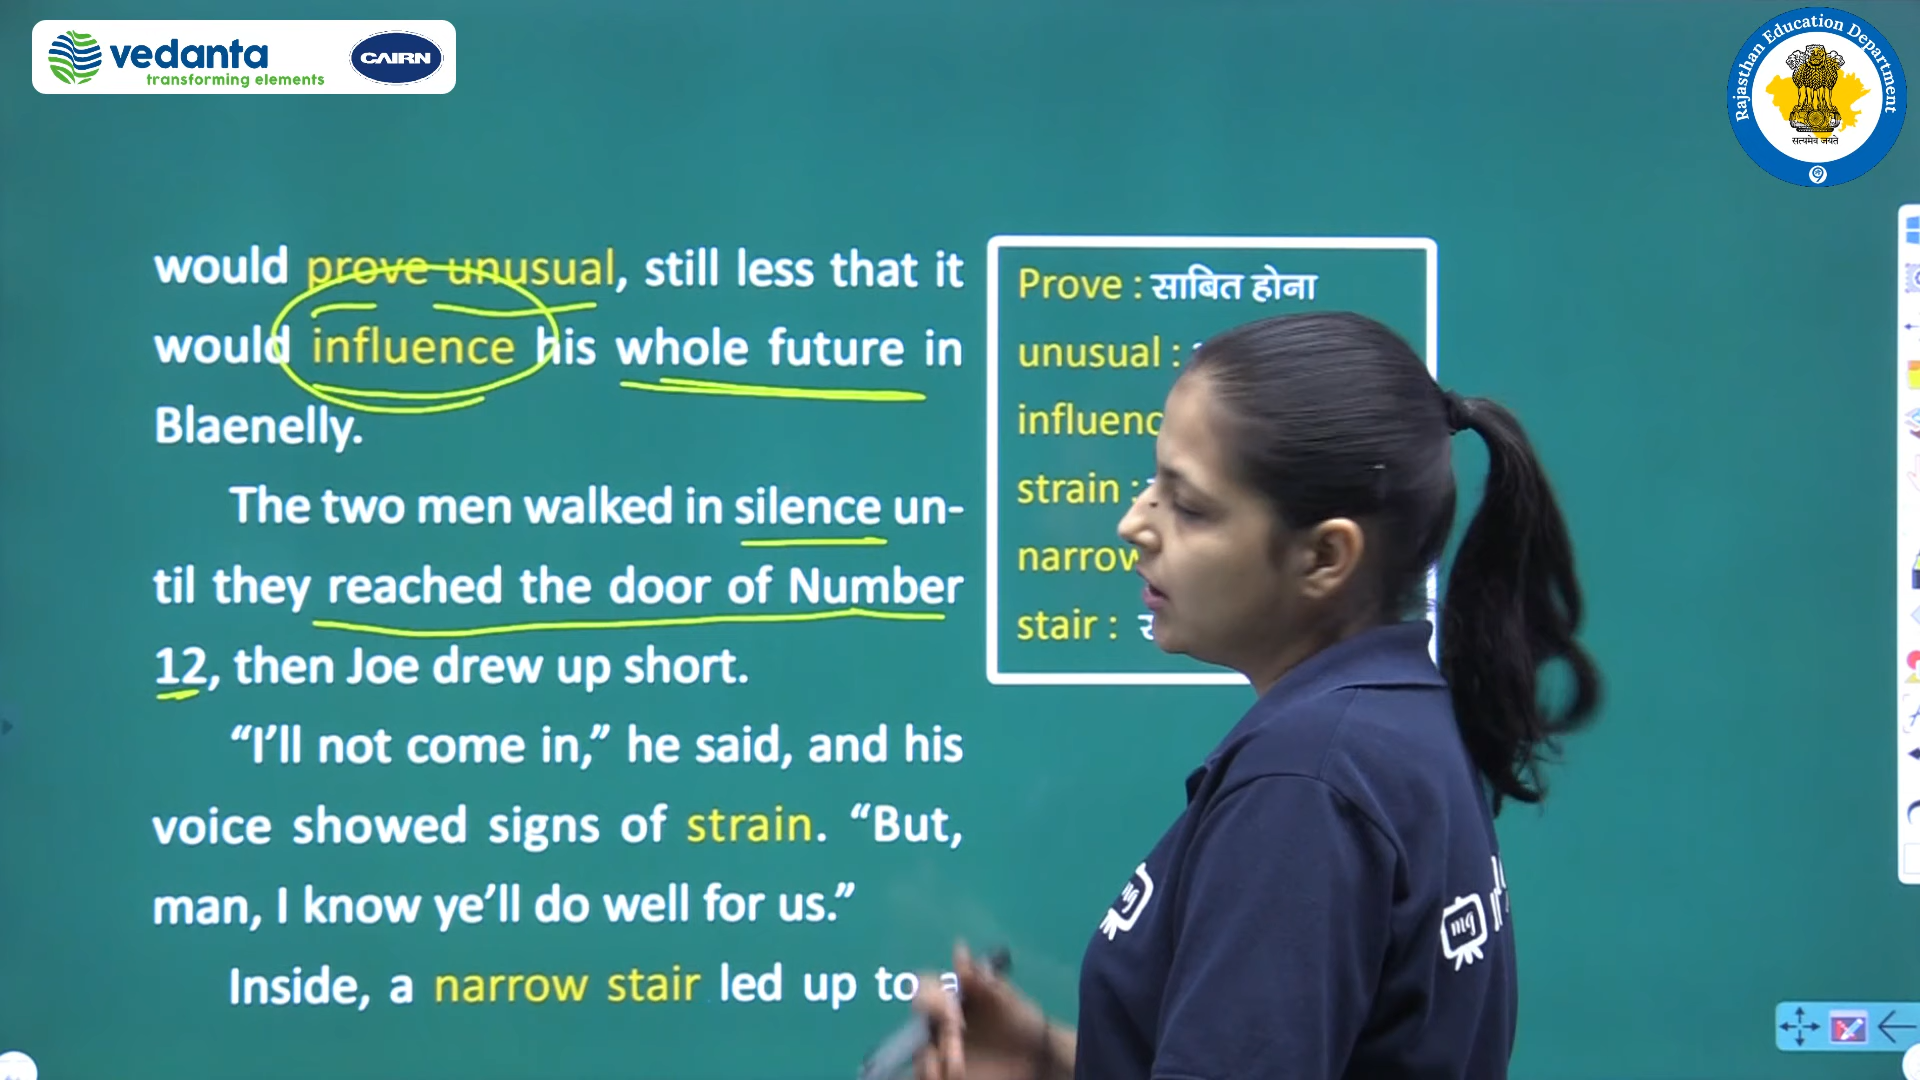 vedanta
transforming elements
CAIRN
Rajasthan Education Department
सत्यमेव जयते
would prove unusual, still less that it
would influence his whole future in
Blaenelly.
The two men walked in silence un-
til they reached the door of Number
12, then Joe drew up short.
“I’ll not come in,” he said, and his
voice showed signs of strain. “But,
man, I know ye’ll do well for us.”
Inside, a narrow stair led up to a
Prove : साबित होना
unusual :
strain :
narrow
stair :
mg